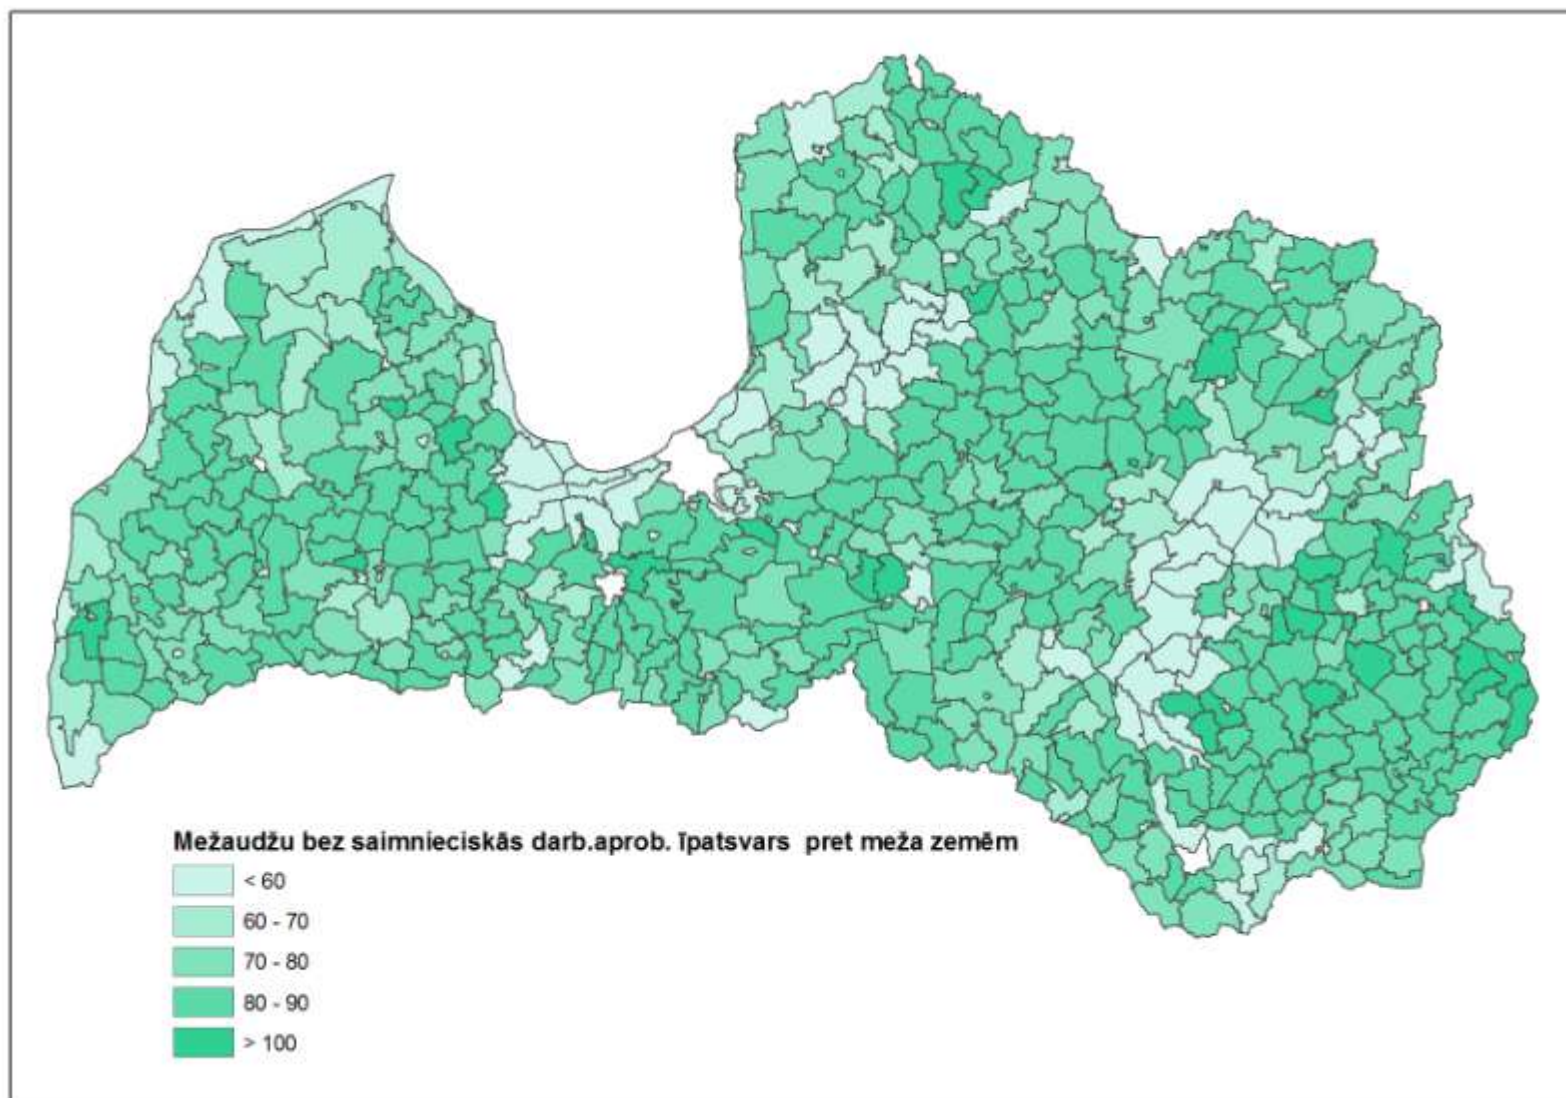 Mežaudžu bez saimnieciskās darb.aprob. īpatsvars pret meža zemēm
< 60
60 - 70
70 - 80
80 - 90
> 100